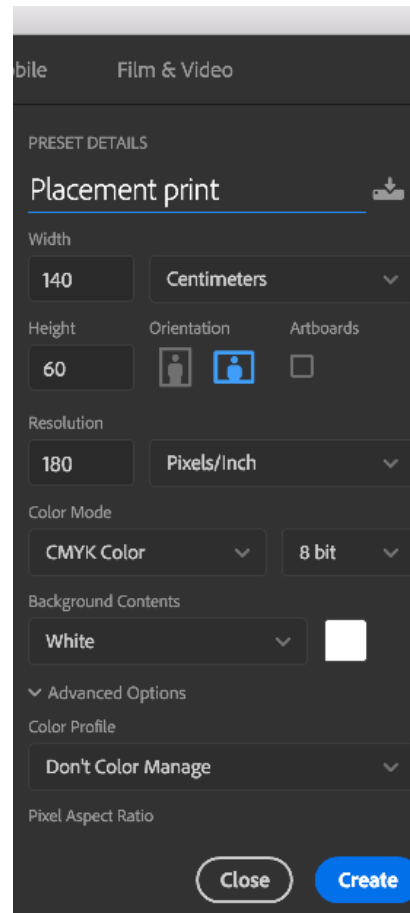 bile Film & Video
PRESET DETAILS
Placement print
Width
140 Centimeters
Height Orientation Artboards
60
Resolution
180 Pixels/Inch
Color Mode
CMYK Color 8 bit
Background Contents
White
Advanced Options
Color Profile
Don't Color Manage
Pixel Aspect Ratio
Close Create